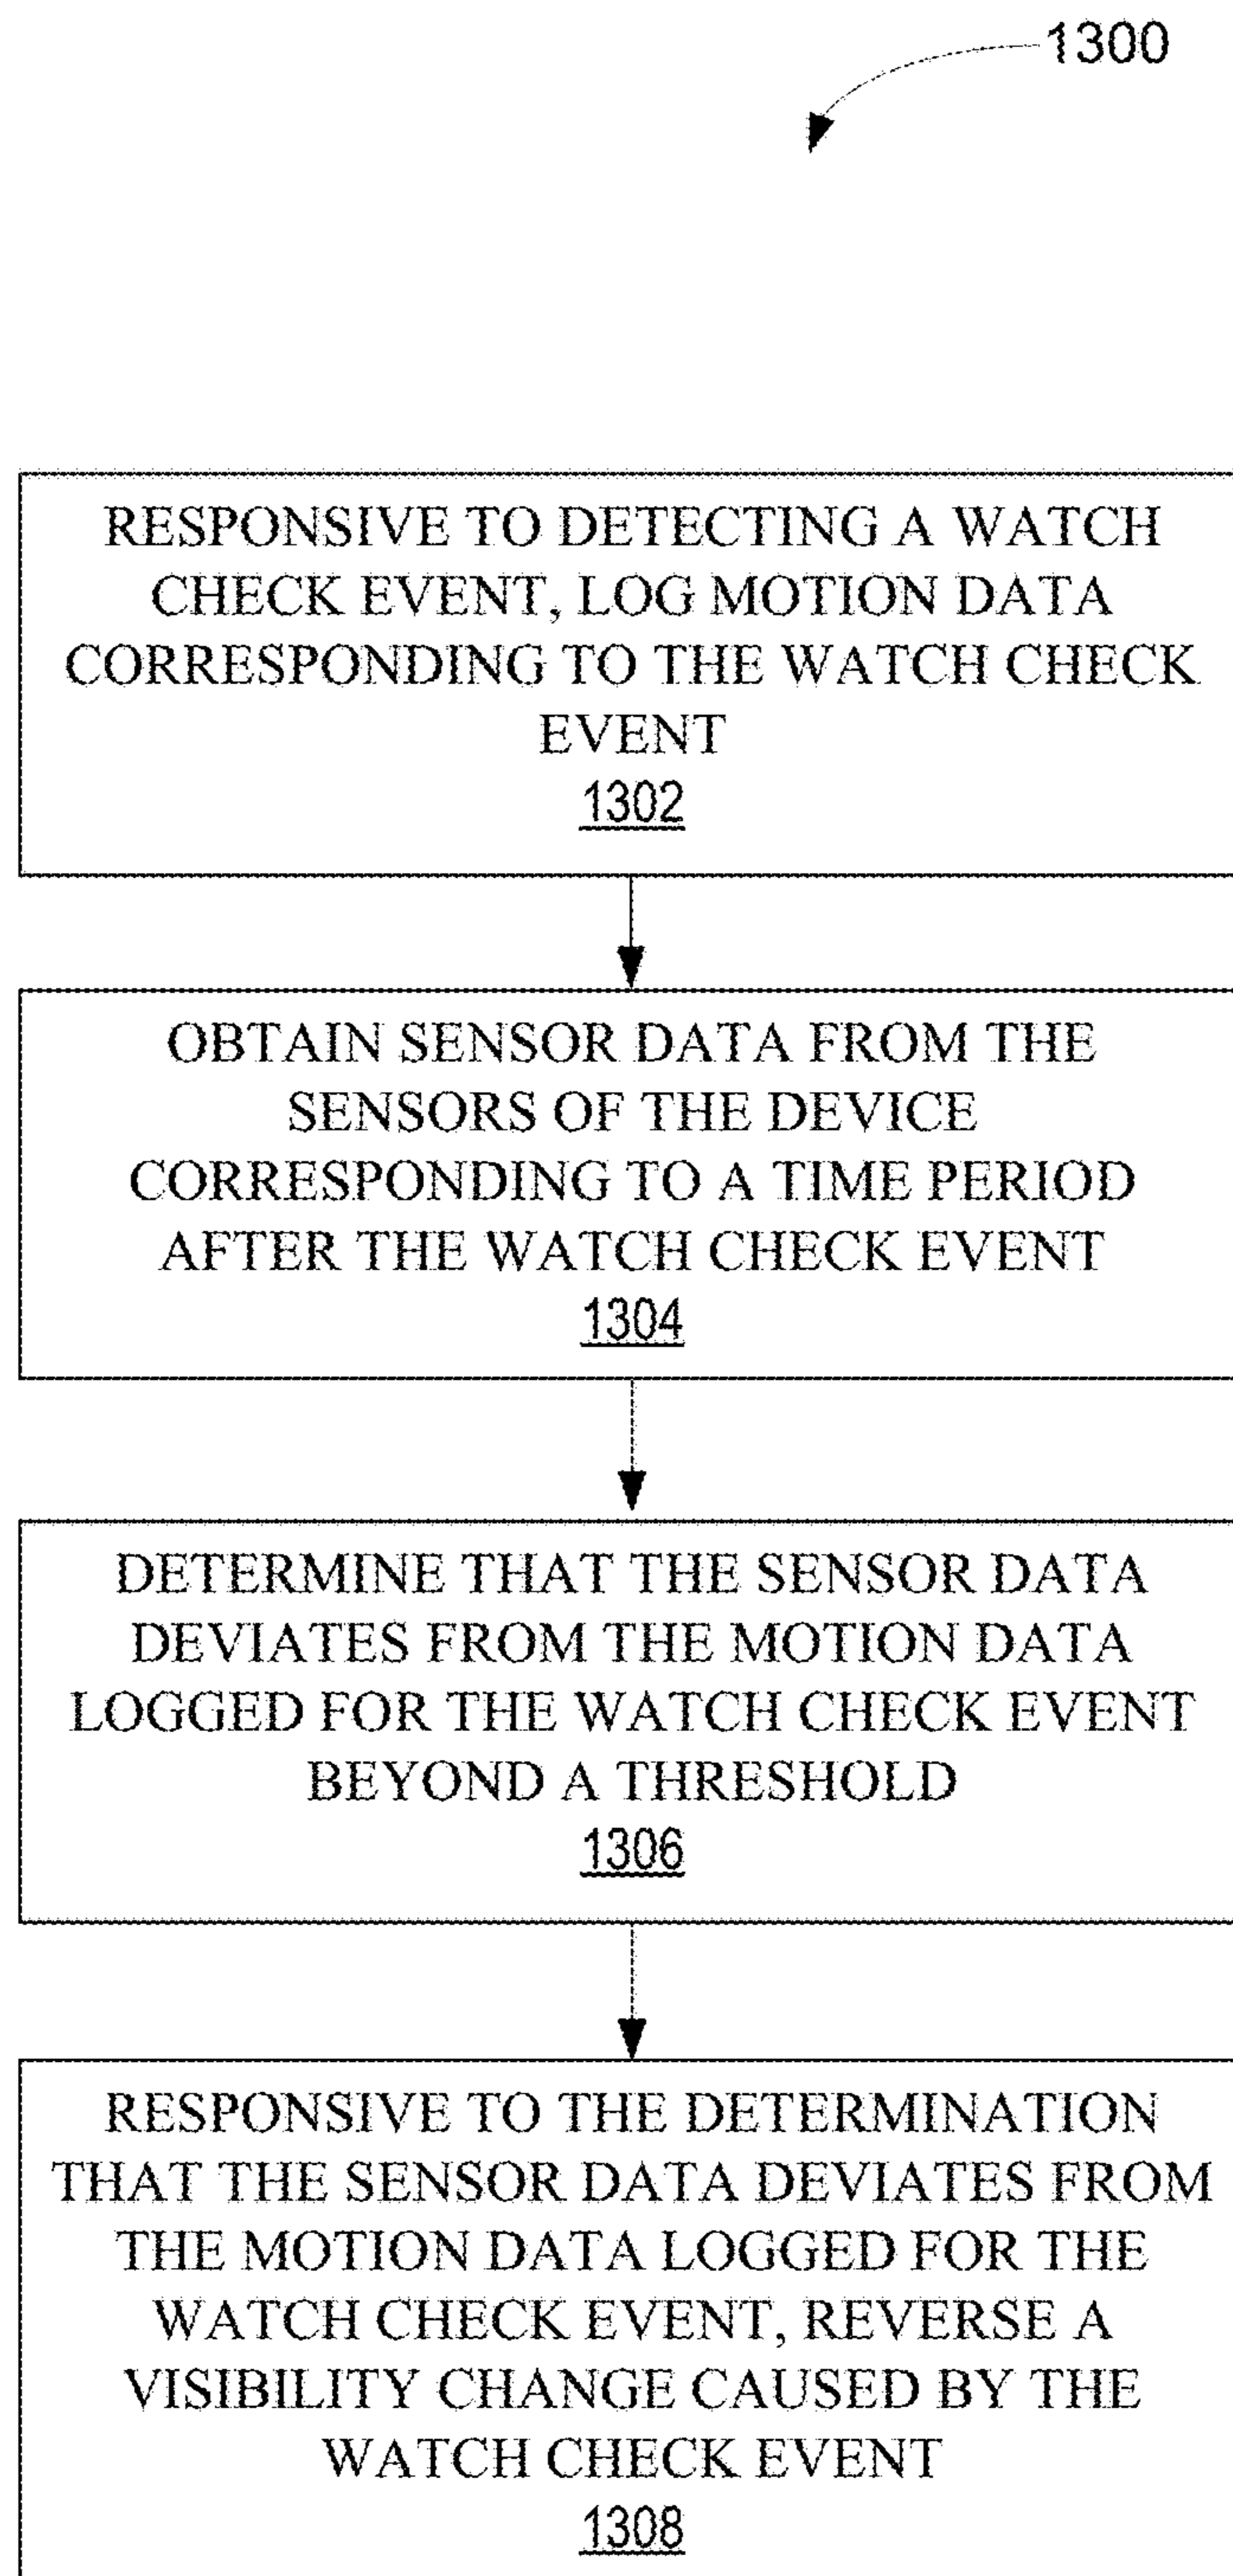 1300
RESPONSIVE TO DETECTING A WATCH
CHECK EVENT, LOG MOTION DATA
CORRESPONDING TO THE WATCH CHECK
EVENT
1302
OBTAIN SENSOR DATA FROM THE
SENSORS OF THE DEVICE
CORRESPONDING TO A TIME PERIOD
AFTER THE WATCH CHECK EVENT
1304
DETERMINE THAT THE SENSOR DATA
DEVIATES FROM THE MOTION DATA
LOGGED FOR THE WATCH CHECK EVENT
BEYOND A THRESHOLD
1306
RESPONSIVE TO THE DETERMINATION
THAT THE SENSOR DATA DEVIATES FROM
THE MOTION DATA LOGGED FOR THE
WATCH CHECK EVENT, REVERSE A
VISIBILITY CHANGE CAUSED BY THE
WATCH CHECK EVENT
1308